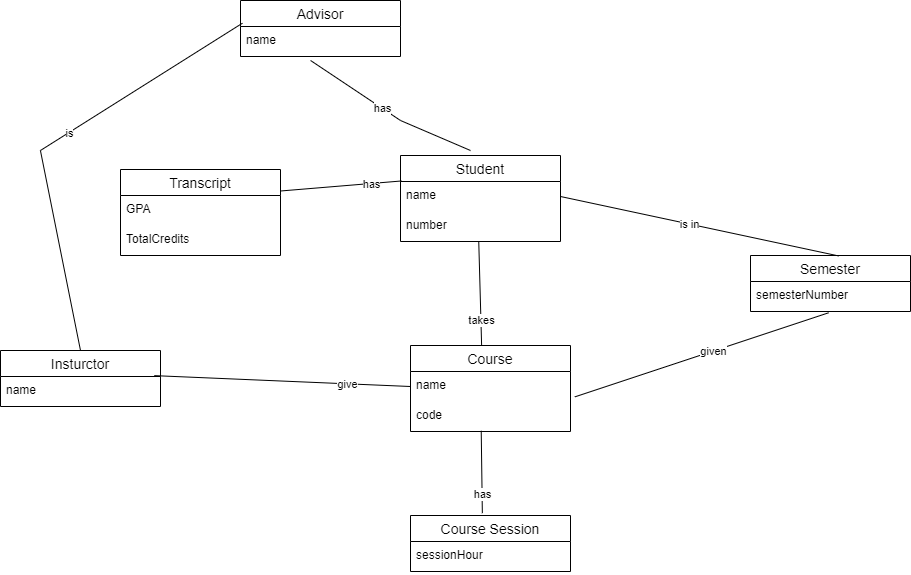 Advisor
name
has
is
Student
name
number
Transcript
GPA
TotalCredits
has
is in
Semester
semesterNumber
takes
given
Course
name
code
Insturctor
name
give
has
Course Session
sessionHour